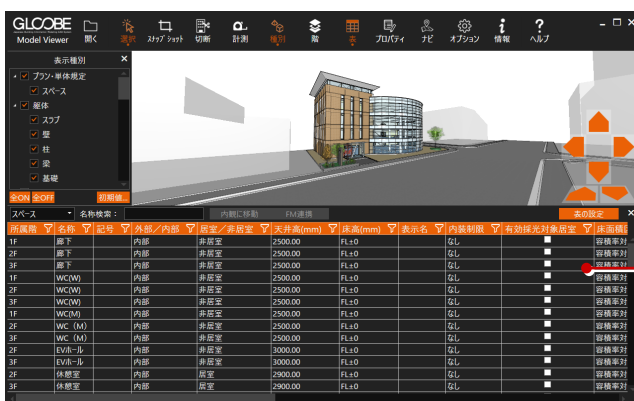 GLOOBE
Model Viewer
開く
選択
スナップショット
切断
計測
種別
階
表
プロパティ
ナビ
オプション
情報
ヘルプ
表示種別 ×
プラン・単体規定
スペース
躯体
スラブ
壁
柱
梁
基礎
全ON 全OFF 初期値...
スペース 名称検索： 内観に移動 FM連携 表の設定 ×
所属階 名称 記号 外部／内部 居室／非居室 天井高(mm) 床高(mm) 表示名 内装制限 有効採光対象居室 床面積
1F 廊下 内部 非居室 2500.00 FL±0 なし 容積率対
2F 廊下 内部 非居室 2500.00 FL±0 なし 容積率対
3F 廊下 内部 非居室 2500.00 FL±0 なし 容積率対
1F WC(W) 内部 非居室 2500.00 FL±0 なし 容積率対
2F WC(W) 内部 非居室 2500.00 FL±0 なし 容積率対
3F WC(W) 内部 非居室 2500.00 FL±0 なし 容積率対
1F WC(M) 内部 非居室 2500.00 FL±0 なし 容積率対
2F WC（M） 内部 非居室 2500.00 FL±0 なし 容積率対
3F WC（M） 内部 非居室 2500.00 FL±0 なし 容積率対
2F EVホール 内部 非居室 3000.00 FL±0 なし 容積率対
3F EVホール 内部 非居室 3000.00 FL±0 なし 容積率対
2F 休憩室 内部 居室 2900.00 FL±0 なし 容積率対
3F 休憩室 内部 居室 2900.00 FL±0 なし 容積率対